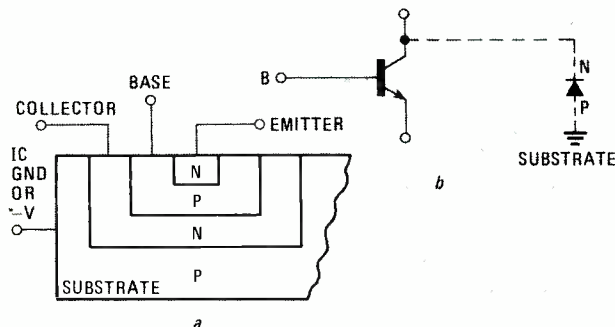 COLLECTOR
BASE
EMITTER
IC
GND
OR
-V
N
P
N
P
SUBSTRATE
a
B
N
P
SUBSTRATE
b